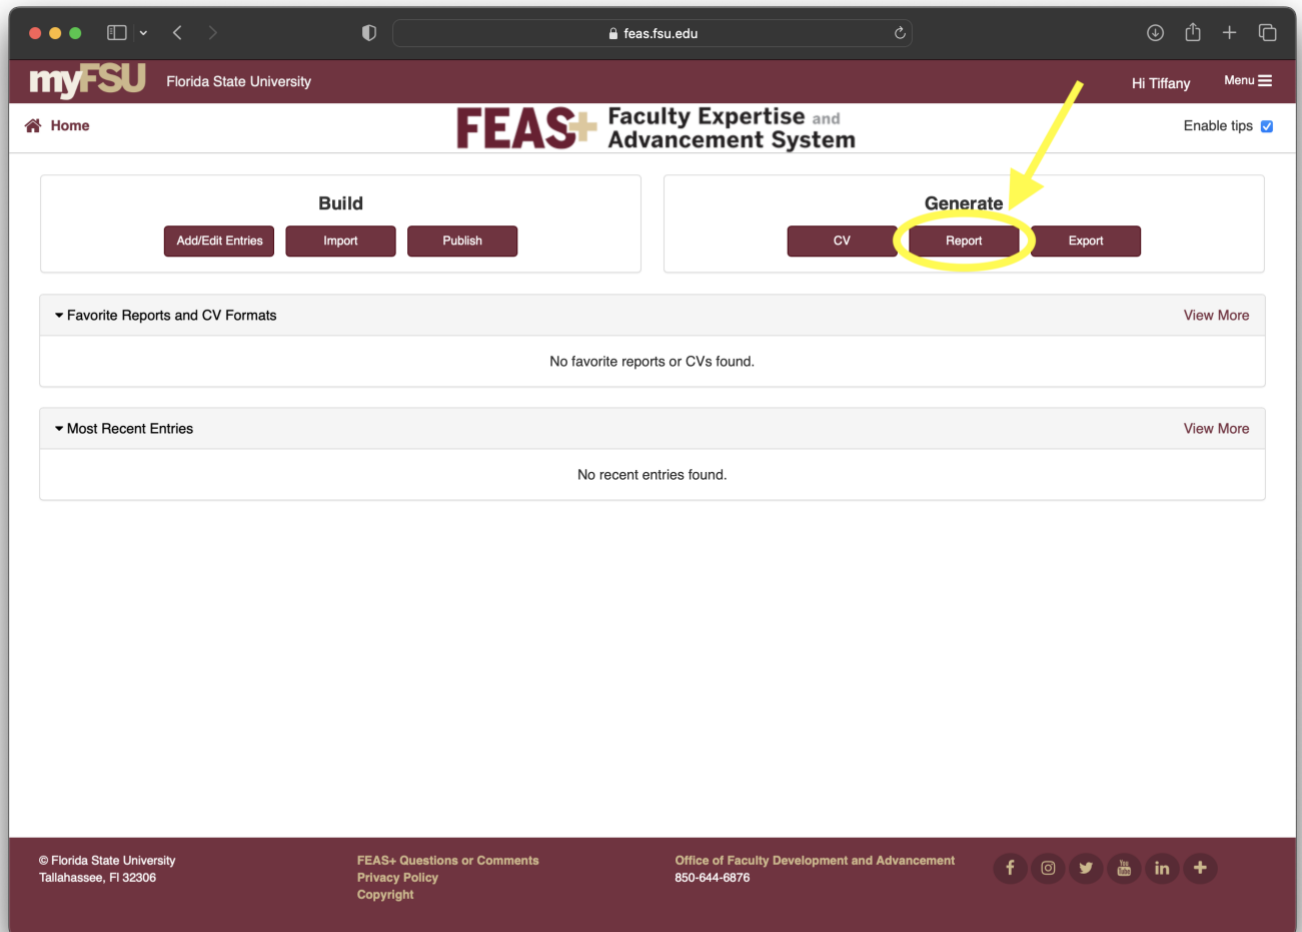 feas.fsu.edu
myFSU Florida State University
Hi Tiffany Menu
Home
FEAS+ Faculty Expertise and
Advancement System
Enable tips
Build
Add/Edit Entries Import Publish
Generate
CV Report Export
Favorite Reports and CV Formats View More
No favorite reports or CVs found.
Most Recent Entries View More
No recent entries found.
© Florida State University
Tallahassee, Fl 32306
FEAS+ Questions or Comments
Privacy Policy
Copyright
Office of Faculty Development and Advancement
850-644-6876
f You Tube in +